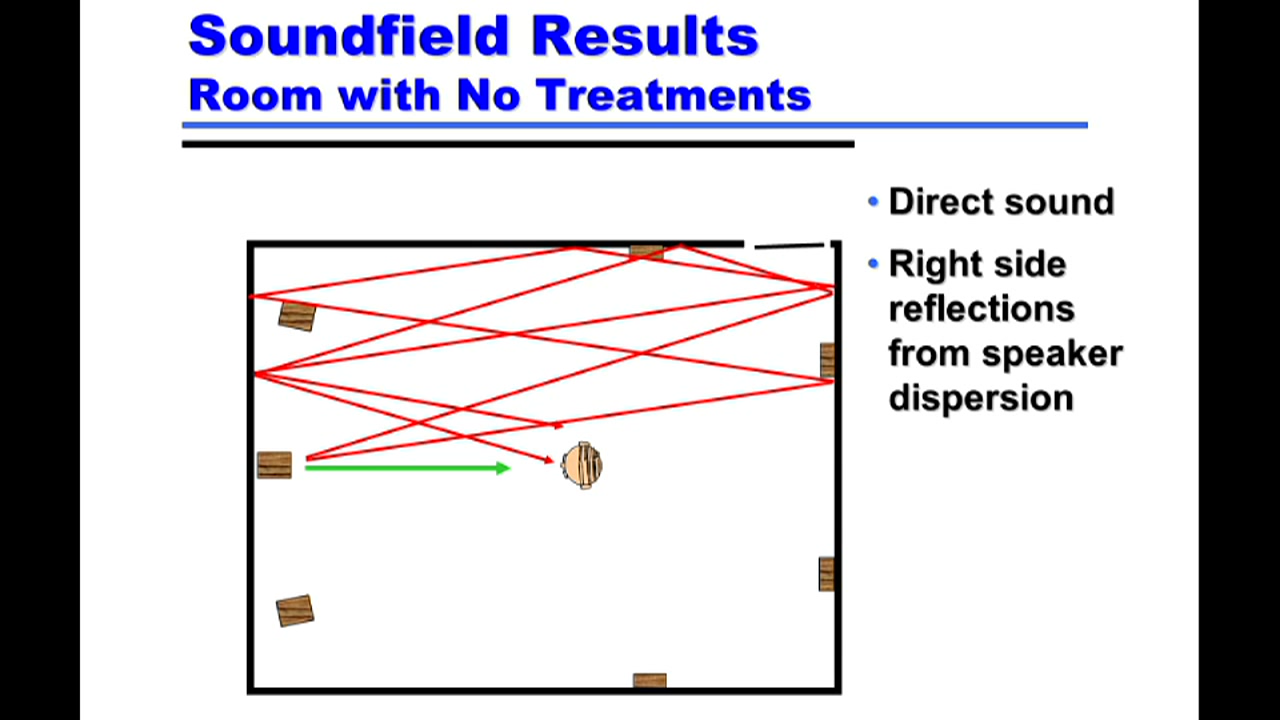 Soundfield Results
Room with No Treatments
• Direct sound
• Right side
reflections
from speaker
dispersion